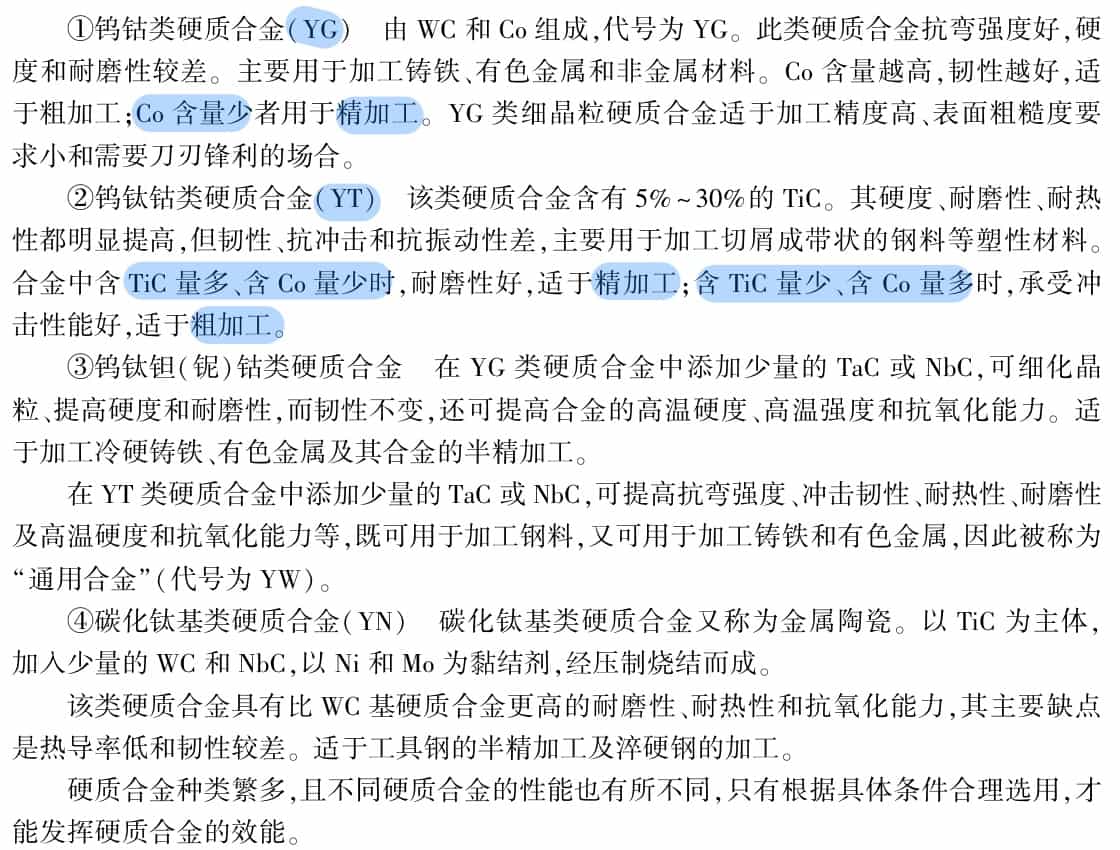 ①钨钴类硬质合金(YG) 由 WC 和 Co 组成,代号为 YG。此类硬质合金抗弯强度好,硬
度和耐磨性较差。主要用于加工铸铁、有色金属和非金属材料。Co 含量越高,韧性越好,适
于粗加工;Co 含量少者用于精加工。YG 类细晶粒硬质合金适于加工精度高、表面粗糙度要
求小和需要刀刃锋利的场合。
②钨钛钴类硬质合金(YT) 该类硬质合金含有 5%~30%的 TiC。其硬度、耐磨性、耐热
性都明显提高,但韧性、抗冲击和抗振动性差,主要用于加工切屑成带状的钢料等塑性材料。
合金中含 TiC 量多、含 Co 量少时,耐磨性好,适于精加工;含 TiC 量少、含 Co 量多时,承受冲
击性能好,适于粗加工。
③钨钛钽(铌)钴类硬质合金 在 YG 类硬质合金中添加少量的 TaC 或 NbC,可细化晶
粒、提高硬度和耐磨性,而韧性不变,还可提高合金的高温硬度、高温强度和抗氧化能力。适
于加工冷硬铸铁、有色金属及其合金的半精加工。
在 YT 类硬质合金中添加少量的 TaC 或 NbC,可提高抗弯强度、冲击韧性、耐热性、耐磨性
及高温硬度和抗氧化能力等,既可用于加工钢料,又可用于加工铸铁和有色金属,因此被称为
“通用合金”(代号为 YW)。
④碳化钛基类硬质合金(YN) 碳化钛基类硬质合金又称为金属陶瓷。以 TiC 为主体,
加入少量的 WC 和 NbC,以 Ni 和 Mo 为黏结剂,经压制烧结而成。
该类硬质合金具有比 WC 基硬质合金更高的耐磨性、耐热性和抗氧化能力,其主要缺点
是热导率低和韧性较差。适于工具钢的半精加工及淬硬钢的加工。
硬质合金种类繁多,且不同硬质合金的性能也有所不同,只有根据具体条件合理选用,才
能发挥硬质合金的效能。